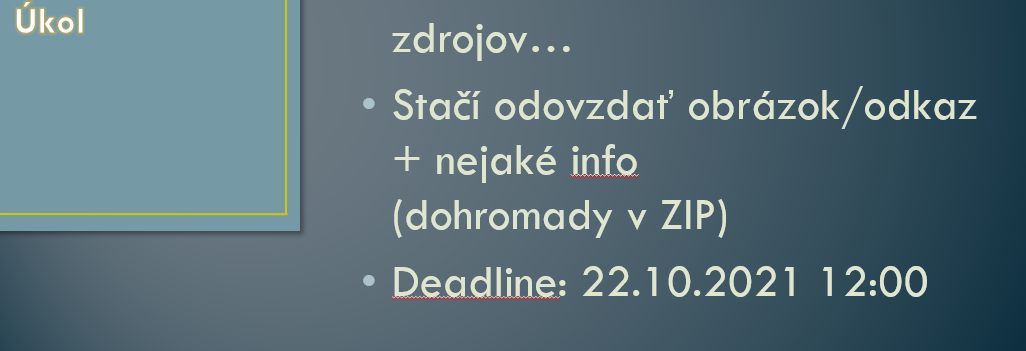 Úkol
zdrojov...
• Stačí odovzdať obrázok/odkaz
+ nejaké info
(dohromady v ZIP)
• Deadline: 22.10.2021 12:00